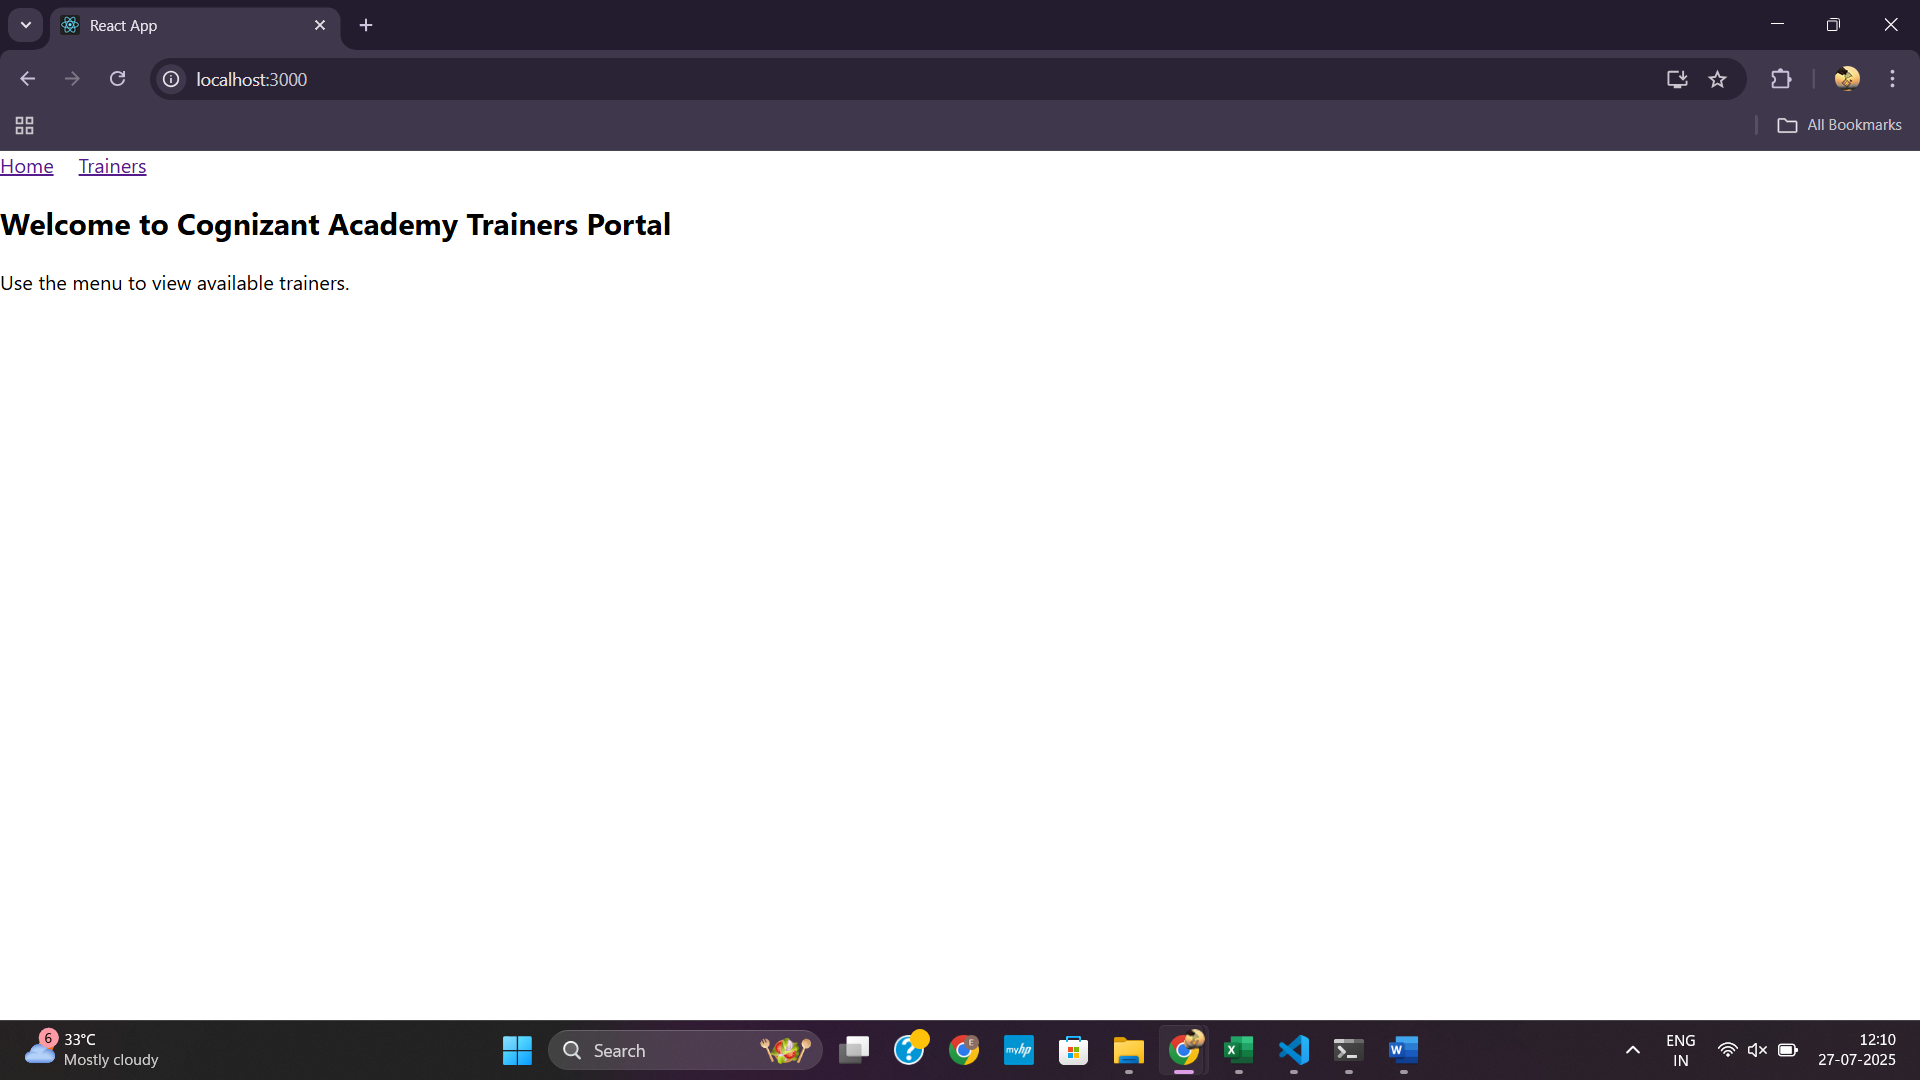 React App
localhost:3000
All Bookmarks
Home Trainers
Welcome to Cognizant Academy Trainers Portal
Use the menu to view available trainers.
6
33°C
Mostly cloudy
Search
E
myhp
ENG
IN
12:10
27-07-2025